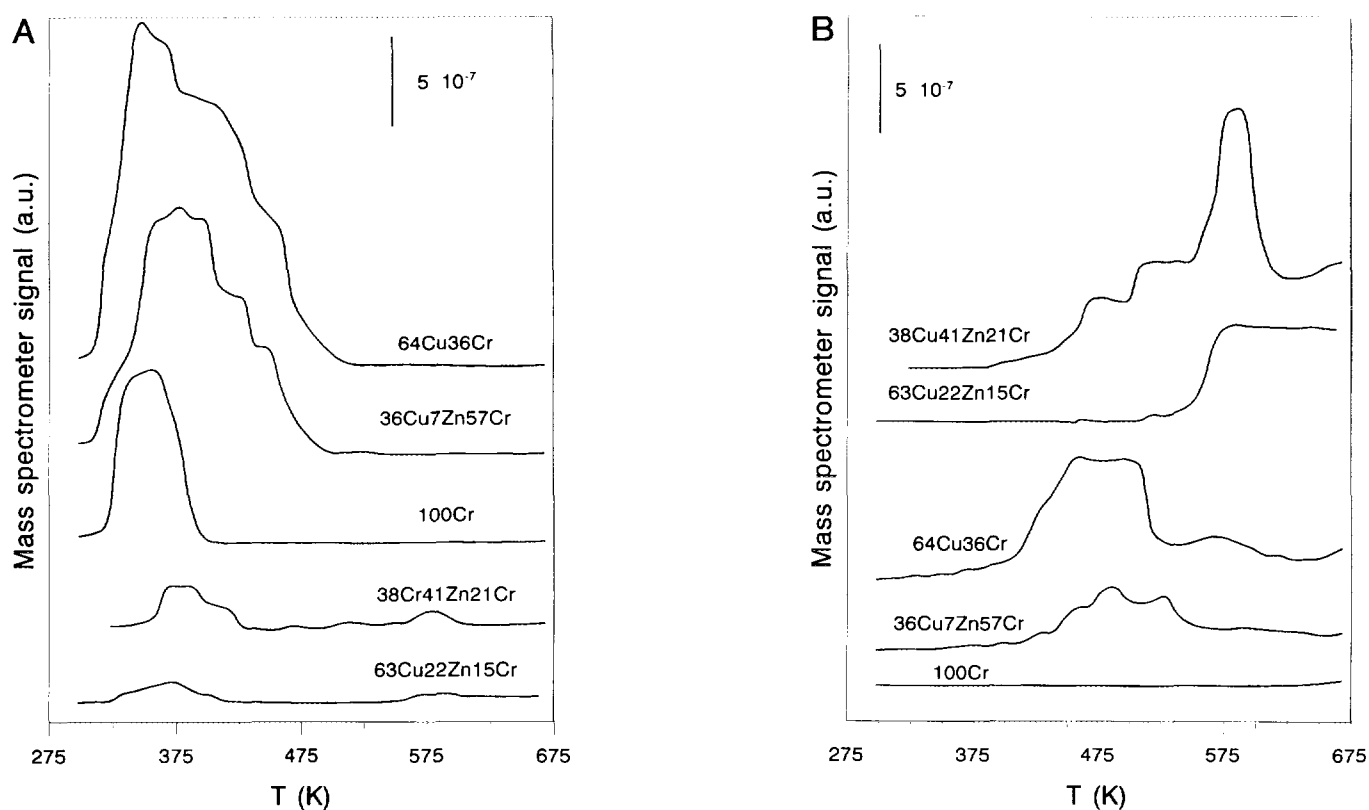 A
5 10-7
Mass spectrometer signal (a.u.)
64Cu36Cr
36Cu7Zn57Cr
100Cr
38Cr41Zn21Cr
63Cu22Zn15Cr
275 375 475 575 675
T (K)
B
5 10-7
Mass spectrometer signal (a.u.)
38Cu41Zn21Cr
63Cu22Zn15Cr
64Cu36Cr
36Cu7Zn57Cr
100Cr
275 375 475 575 675
T (K)